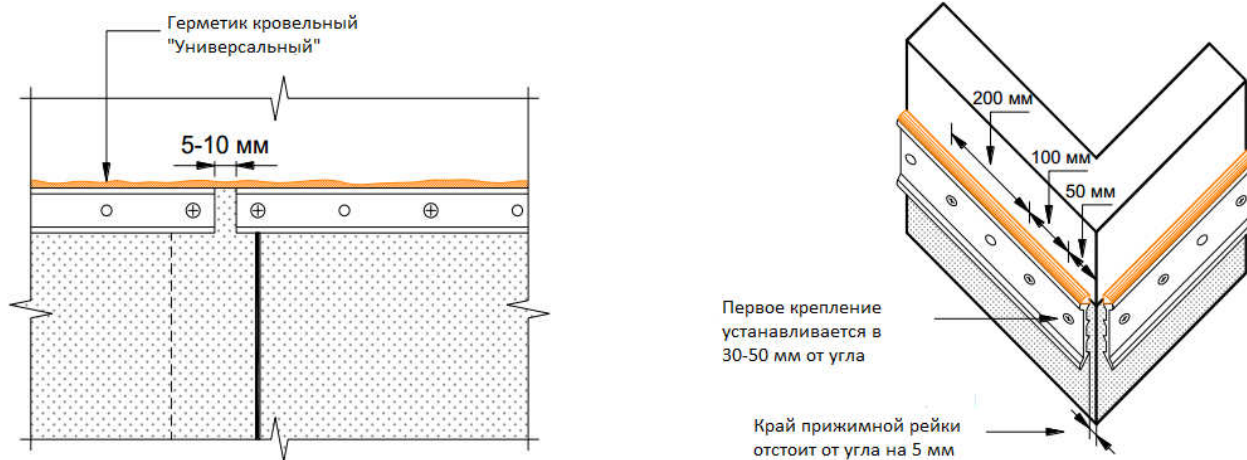 Герметик кровельный
"Универсальный"
5-10 мм
200 мм
100 мм
50 мм
Первое крепление
устанавливается в
30-50 мм от угла
Край прижимной рейки
отстоит от угла на 5 мм